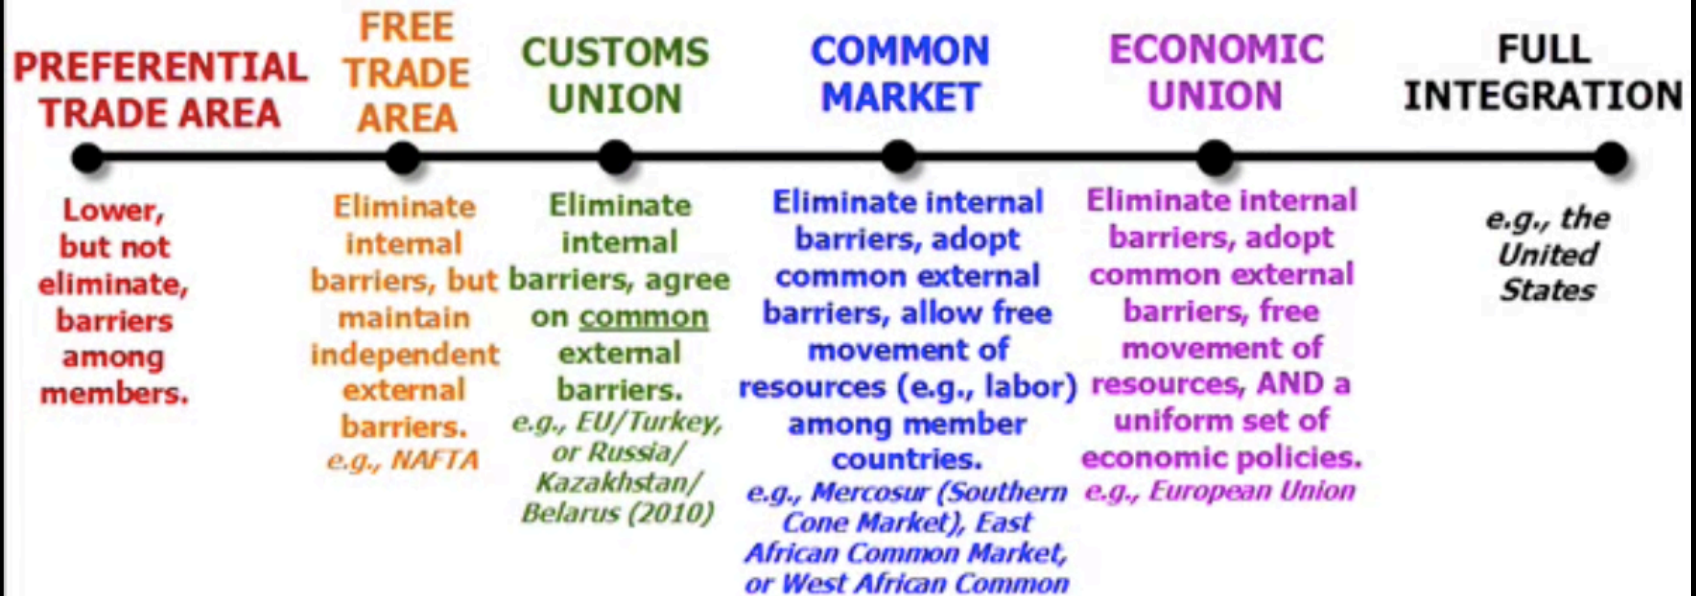 PREFERENTIAL
TRADE AREA
Lower,
but not
eliminate,
barriers
among
members.
FREE
TRADE
AREA
Eliminate
internal
barriers, but
maintain
independent
external
barriers.
e.g., NAFTA
CUSTOMS
UNION
Eliminate
internal
barriers, agree
on common
external
barriers.
e.g., EU/Turkey,
or Russia/
Kazakhstan/
Belarus (2010)
COMMON
MARKET
Eliminate internal
barriers, adopt
common external
barriers, allow free
movement of
resources (e.g., labor)
among member
countries.
e.g., Mercosur (Southern
Cone Market), East
African Common Market,
or West African Common
ECONOMIC
UNION
Eliminate internal
barriers, adopt
common external
barriers, free
movement of
resources, AND a
uniform set of
economic policies.
e.g., European Union
FULL
INTEGRATION
e.g., the
United
States